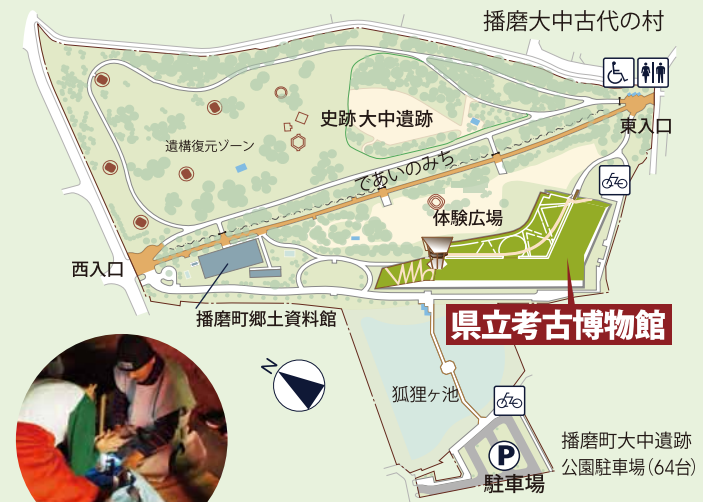 播磨大中古代の村
史跡 大中遺跡
東入口
遺構復元ゾーン
であいのみち
体験広場
西入口
播磨町郷土資料館
県立考古博物館
N
狐狸ヶ池
播磨町大中遺跡
公園駐車場(64台)
P
駐車場